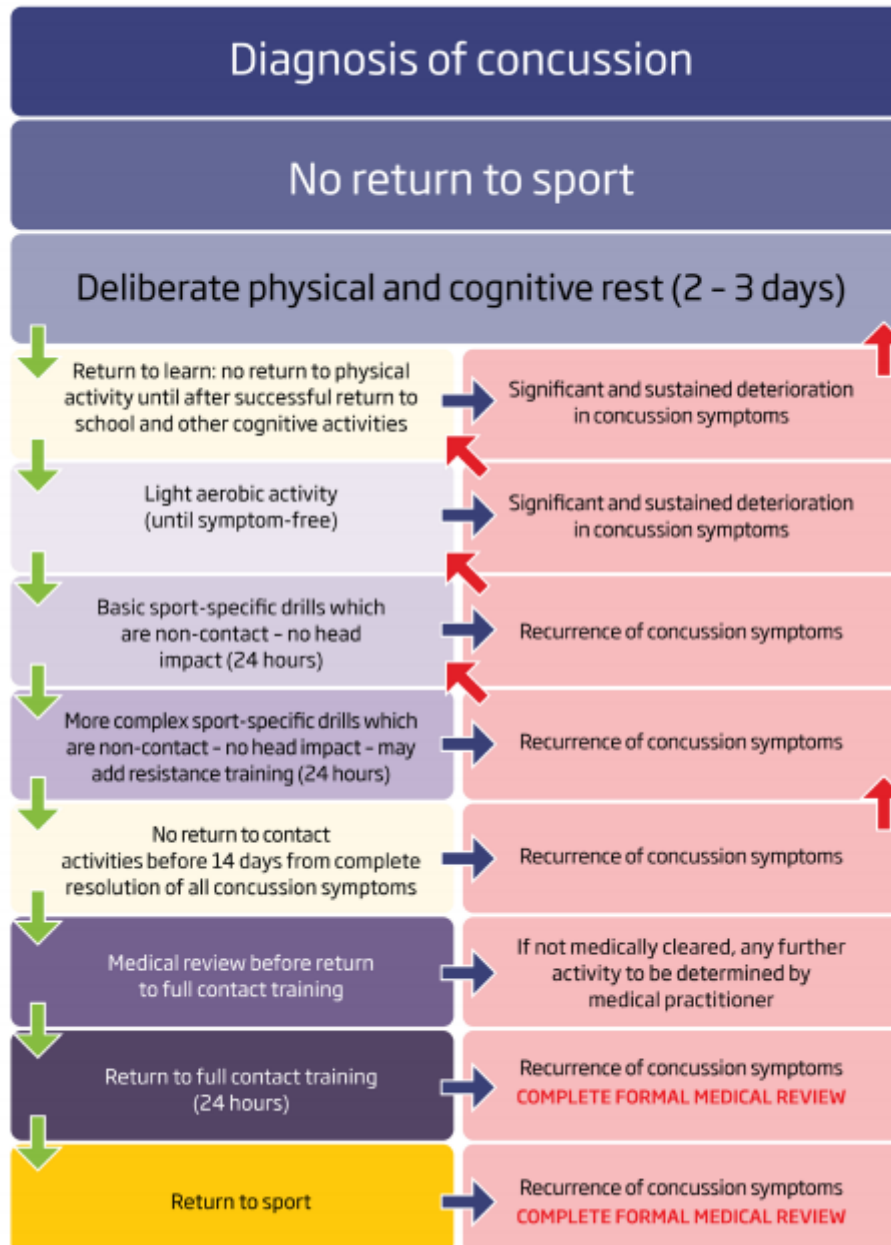 Diagnosis of concussion
No return to sport
Deliberate physical and cognitive rest (2 – 3 days)
Return to learn: no return to physical
activity until after successful return to
school and other cognitive activities
Significant and sustained deterioration
in concussion symptoms
Light aerobic activity
(until symptom-free)
Significant and sustained deterioration
in concussion symptoms
Basic sport-specific drills which
are non-contact – no head
impact (24 hours)
Recurrence of concussion symptoms
More complex sport-specific drills which
are non-contact – no head impact – may
add resistance training (24 hours)
Recurrence of concussion symptoms
No return to contact
activities before 14 days from complete
resolution of all concussion symptoms
Recurrence of concussion symptoms
Medical review before return
to full contact training
If not medically cleared, any further
activity to be determined by
medical practitioner
Return to full contact training
(24 hours)
Recurrence of concussion symptoms
COMPLETE FORMAL MEDICAL REVIEW
Return to sport
Recurrence of concussion symptoms
COMPLETE FORMAL MEDICAL REVIEW